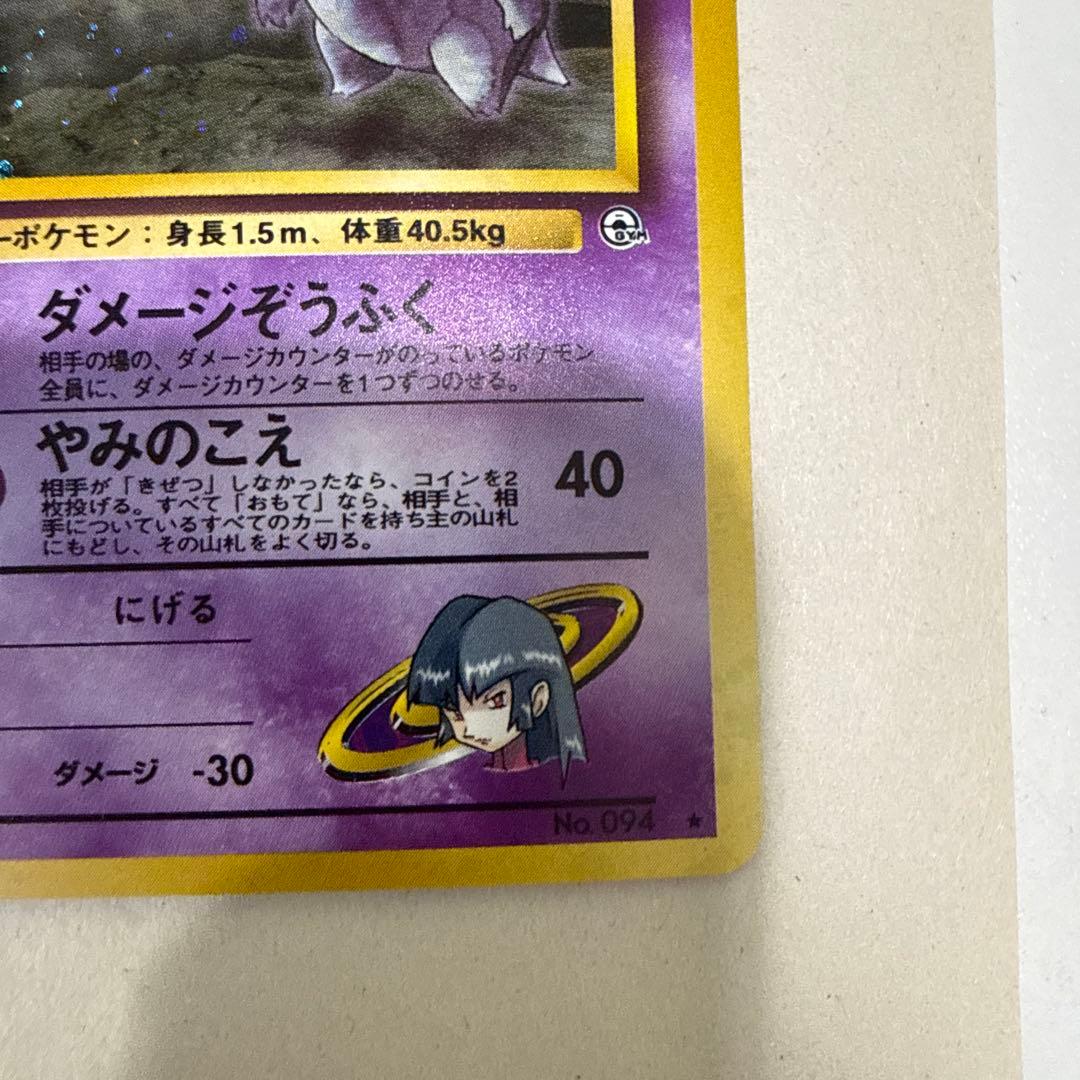 ーポケモン：身長1.5m、体重40.5kg
GYM
ダメージぞうふく
相手の場の、ダメージカウンターがのっているポケモン
全員に、ダメージカウンターを1つずつのせる。
やみのこえ
40
相手が「きぜつ」しなかったなら、コインを2
枚投げる。すべて「おもて」なら、相手と、相
手についているすべてのカードを持ち主の山札
にもどし、その山札をよく切る。
にげる
ダメージ -30
No.094 ★